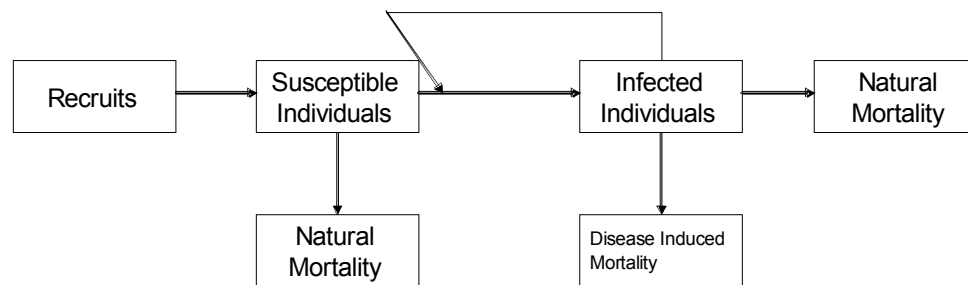 Recruits
Susceptible
Individuals
Infected
Individuals
Natural
Mortality
Natural
Mortality
Disease Induced
Mortality